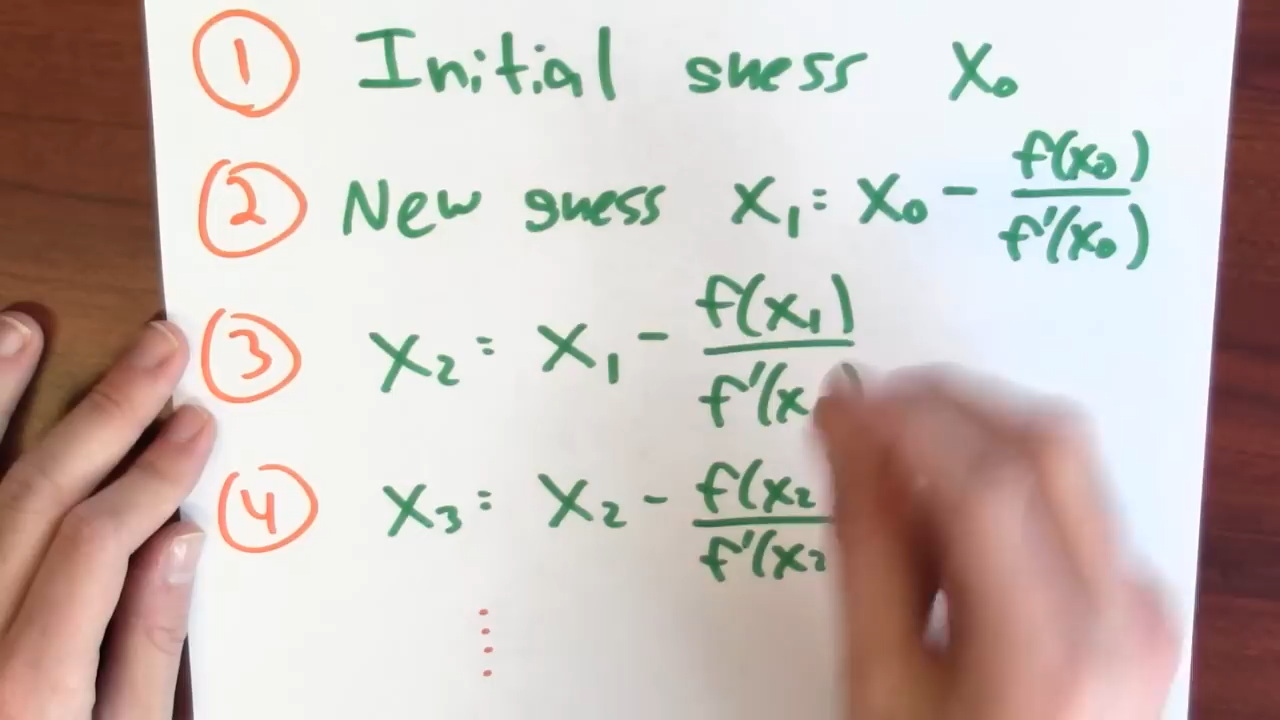 ① Initial guess x₀
② New guess x₁ = x₀ - f(x₀)/f'(x₀)
③ x₂ = x₁ - f(x₁)/f'(x
④ x₃ = x₂ - f(x₂/f'(x₂
⋮